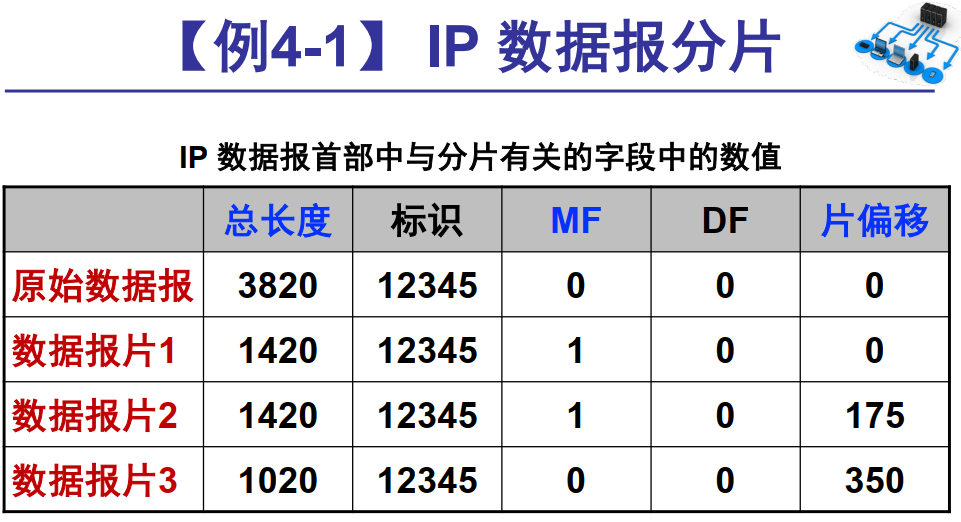 【例4-1】 IP 数据报分片
IP 数据报首部中与分片有关的字段中的数值
总长度 标识 MF DF 片偏移
原始数据报 3820 12345 0 0 0
数据报片1 1420 12345 1 0 0
数据报片2 1420 12345 1 0 175
数据报片3 1020 12345 0 0 350